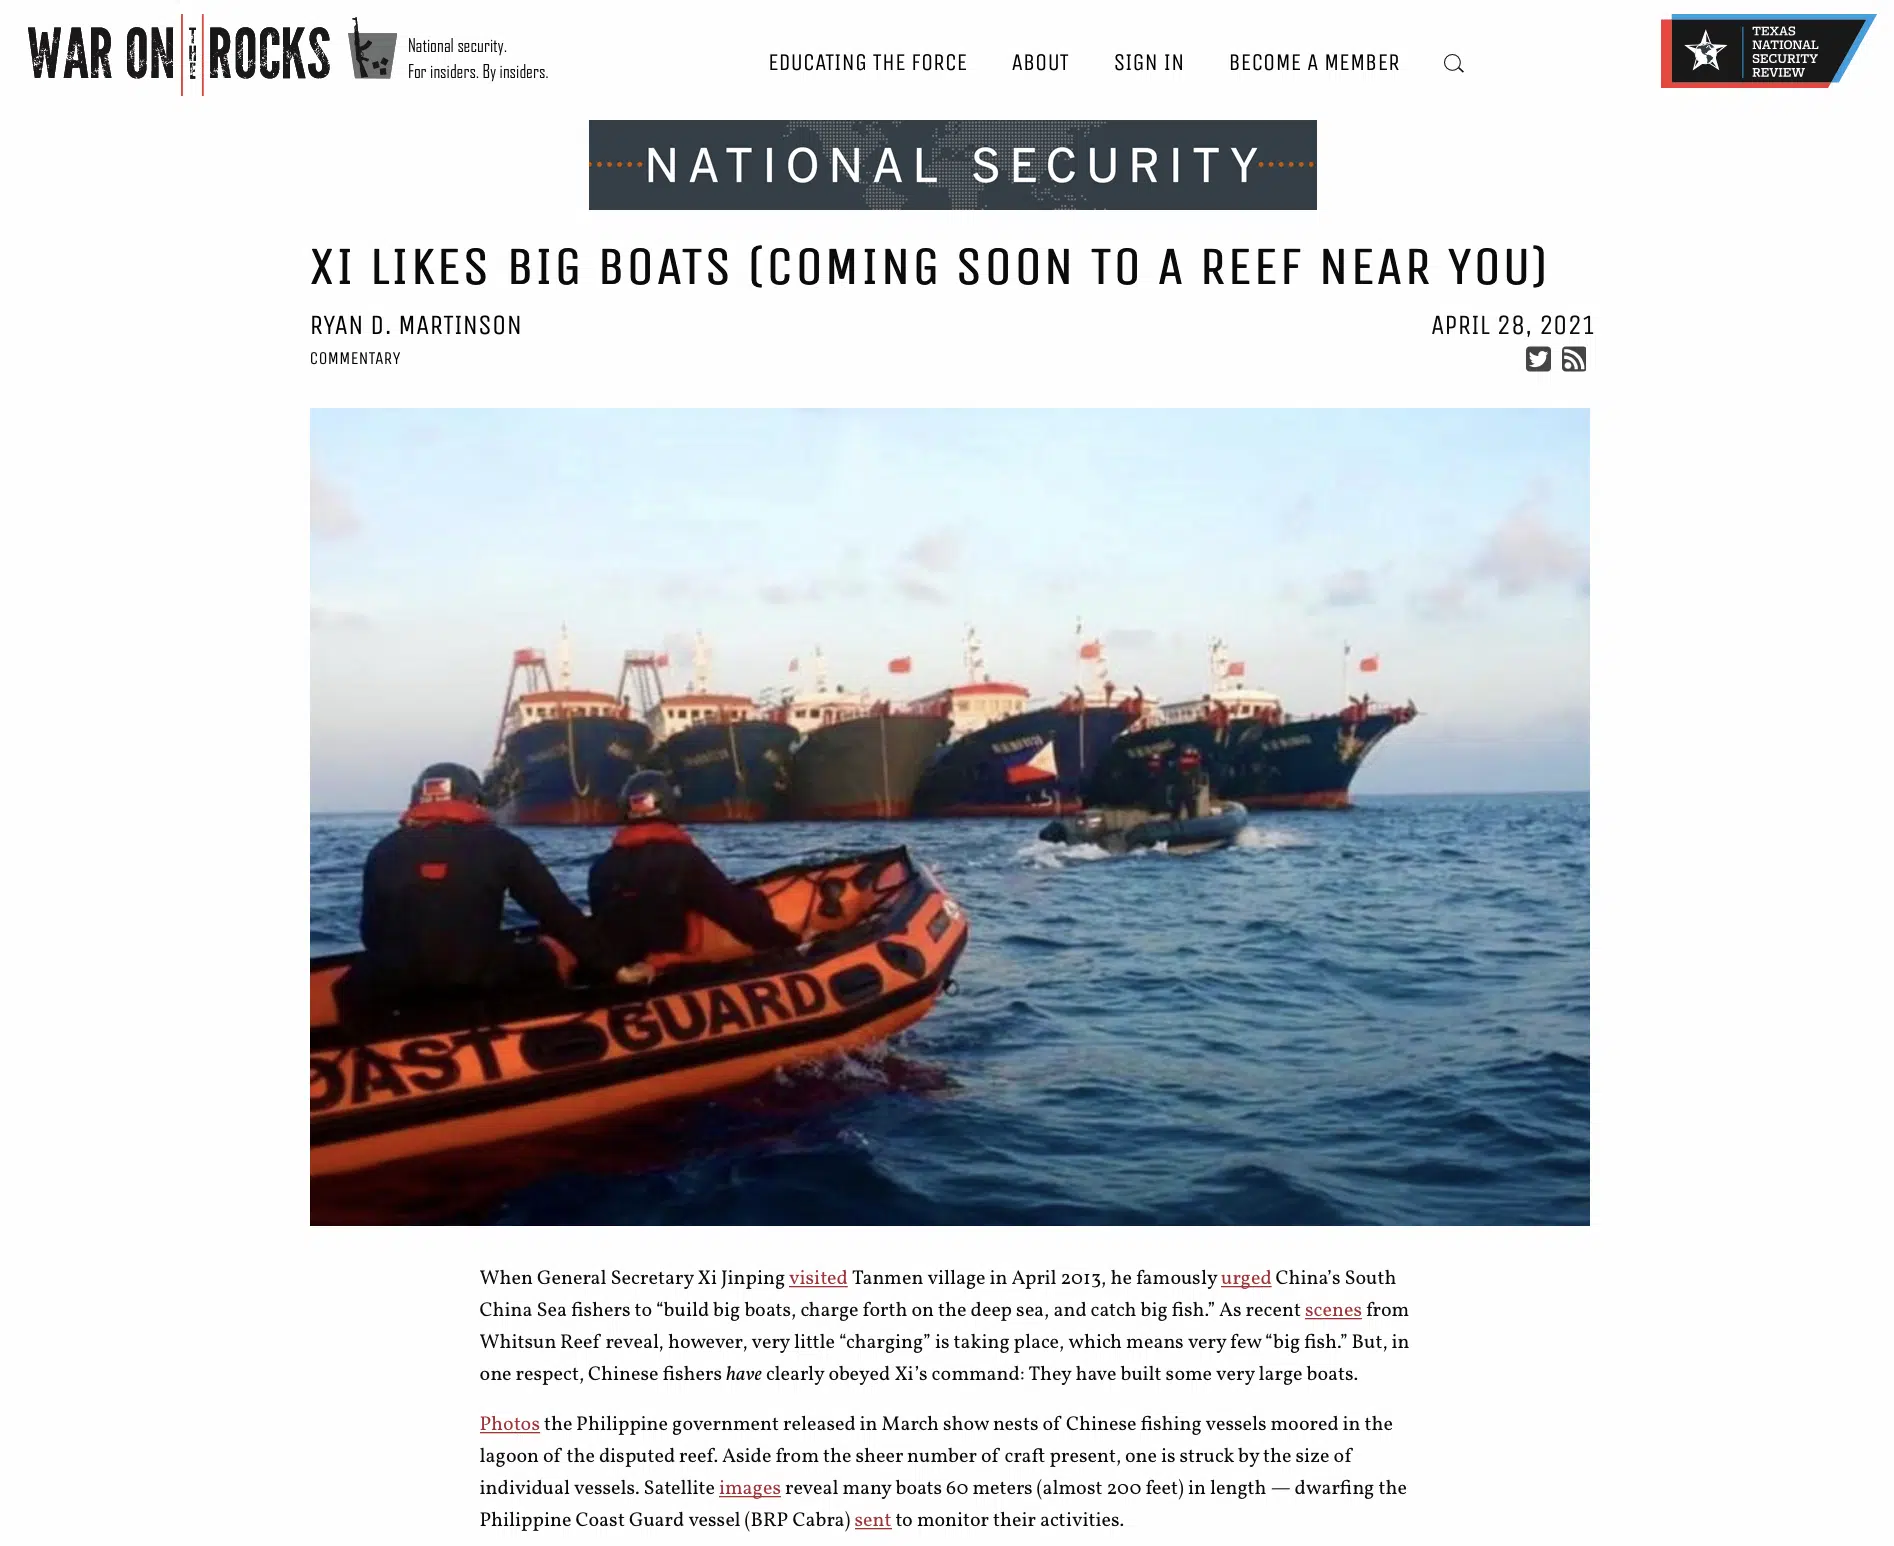 WAR ON THE ROCKS
National security.
For insiders. By insiders.
EDUCATING THE FORCE
ABOUT
SIGN IN
BECOME A MEMBER
TEXAS
NATIONAL
SECURITY
REVIEW
NATIONAL SECURITY
XI LIKES BIG BOATS (COMING SOON TO A REEF NEAR YOU)
RYAN D. MARTINSON
APRIL 28, 2021
COMMENTARY
OAST GUARD
When General Secretary Xi Jinping visited Tanmen village in April 2013, he famously urged China’s South
China Sea fishers to “build big boats, charge forth on the deep sea, and catch big fish.” As recent scenes from
Whitsun Reef reveal, however, very little “charging” is taking place, which means very few “big fish.” But, in
one respect, Chinese fishers have clearly obeyed Xi’s command: They have built some very large boats.
Photos the Philippine government released in March show nests of Chinese fishing vessels moored in the
lagoon of the disputed reef. Aside from the sheer number of craft present, one is struck by the size of
individual vessels. Satellite images reveal many boats 60 meters (almost 200 feet) in length — dwarfing the
Philippine Coast Guard vessel (BRP Cabra) sent to monitor their activities.